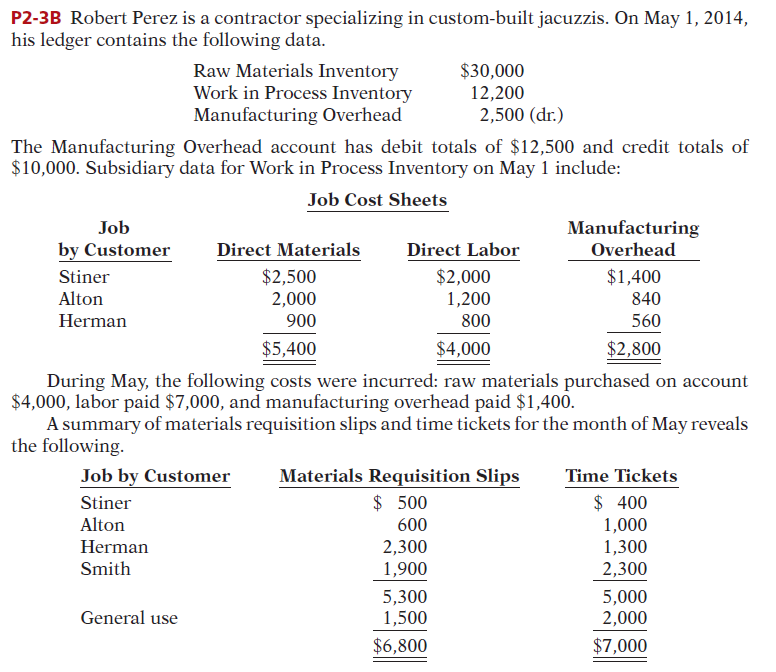 P2-3B Robert Perez is a contractor specializing in custom-built jacuzzis. On May 1, 2014,
his ledger contains the following data.
Raw Materials Inventory $30,000
Work in Process Inventory 12,200
Manufacturing Overhead 2,500 (dr.)
The Manufacturing Overhead account has debit totals of $12,500 and credit totals of
$10,000. Subsidiary data for Work in Process Inventory on May 1 include:
Job Cost Sheets
Job Manufacturing
by Customer Direct Materials Direct Labor Overhead
Stiner $2,500 $2,000 $1,400
Alton 2,000 1,200 840
Herman 900 800 560
$5,400 $4,000 $2,800
During May, the following costs were incurred: raw materials purchased on account
$4,000, labor paid $7,000, and manufacturing overhead paid $1,400.
A summary of materials requisition slips and time tickets for the month of May reveals
the following.
Job by Customer Materials Requisition Slips Time Tickets
Stiner $ 500 $ 400
Alton 600 1,000
Herman 2,300 1,300
Smith 1,900 2,300
5,300 5,000
General use 1,500 2,000
$6,800 $7,000